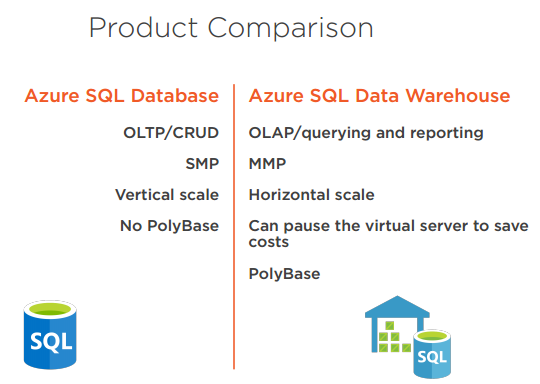 Product Comparison
Azure SQL Database
OLTP/CRUD
SMP
Vertical scale
No PolyBase
Azure SQL Data Warehouse
OLAP/querying and reporting
MMP
Horizontal scale
Can pause the virtual server to save
costs
PolyBase
SQL
SQL